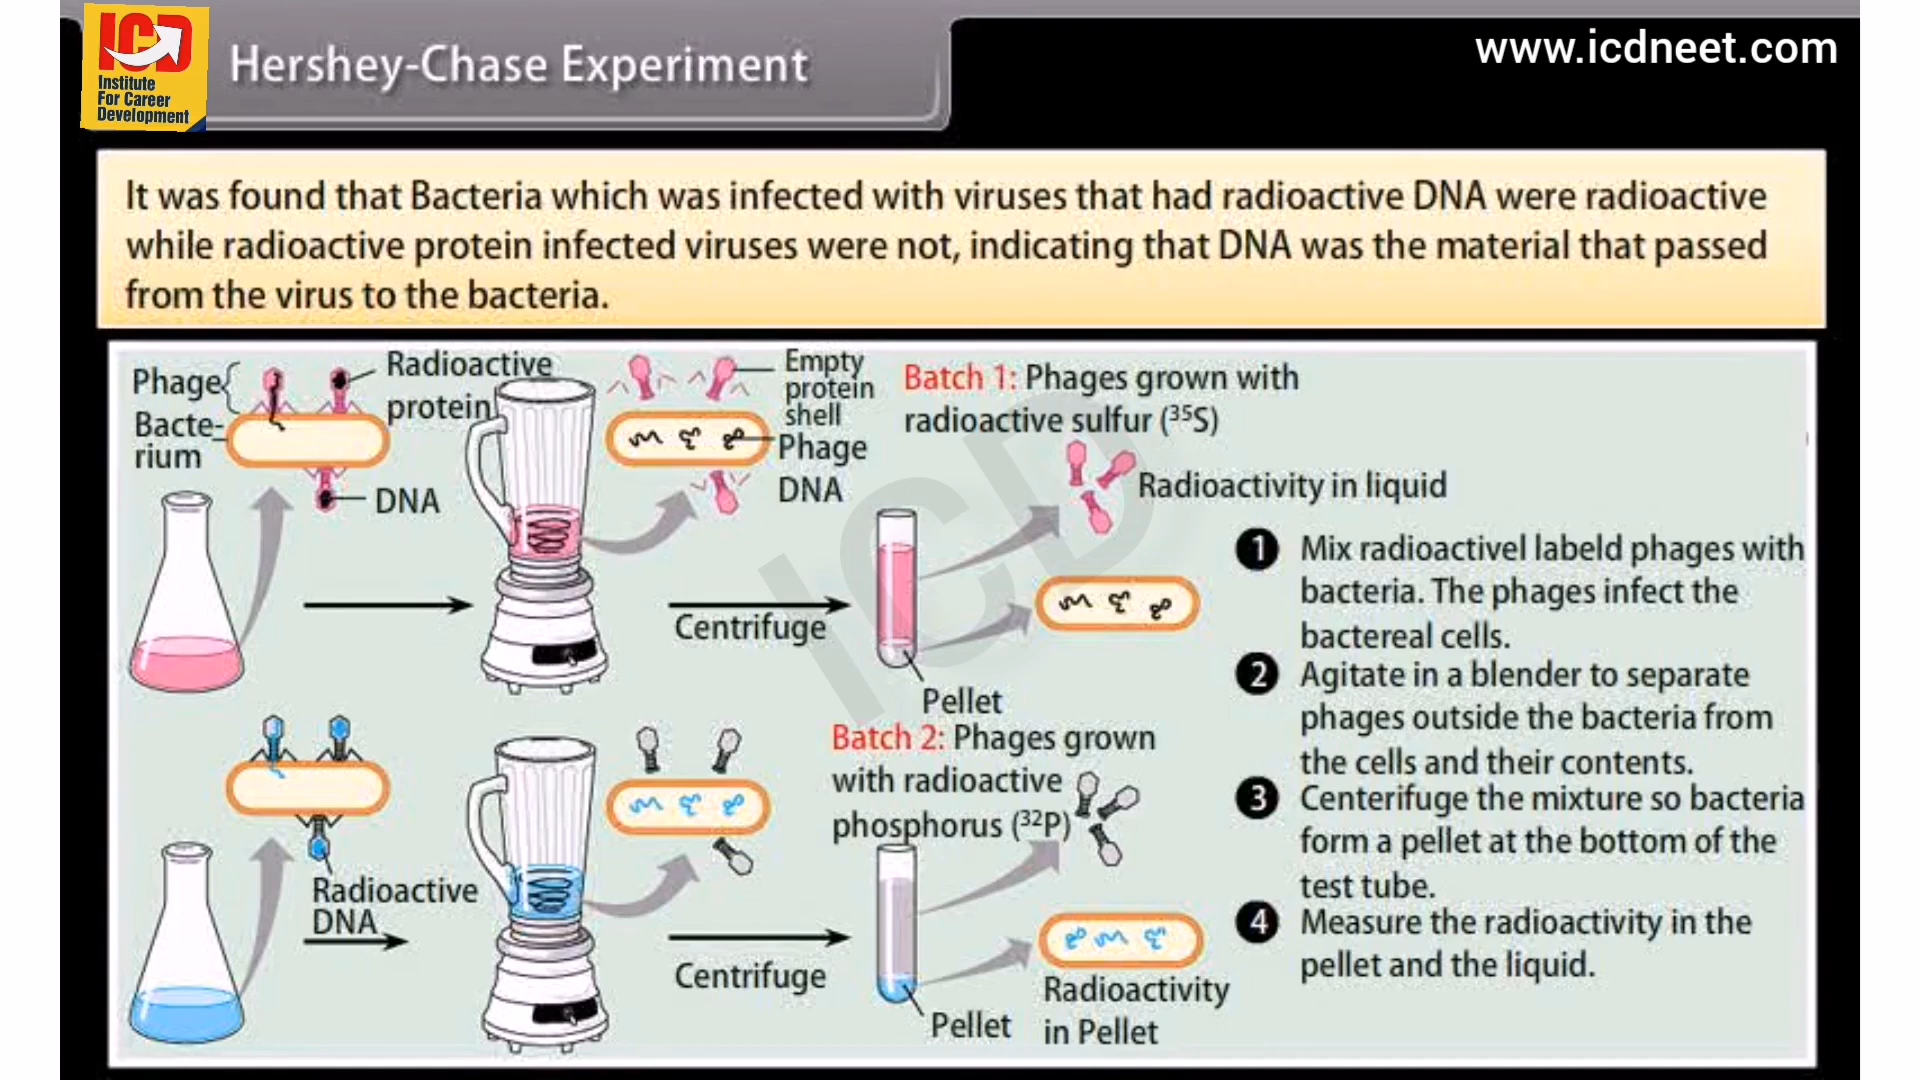 ICD
Institute
For Career
Development
Hershey-Chase Experiment
www.icdneet.com
It was found that Bacteria which was infected with viruses that had radioactive DNA were radioactive
while radioactive protein infected viruses were not, indicating that DNA was the material that passed
from the virus to the bacteria.
Phage
Bacte-
rium
Radioactive
protein
DNA
Empty
protein
shell
Phage
DNA
Batch 1: Phages grown with
radioactive sulfur (³⁵S)
Radioactivity in liquid
Centrifuge
Pellet
ICD
Radioactive
DNA
Batch 2: Phages grown
with radioactive
phosphorus (³²P)
Centrifuge
Pellet
Radioactivity
in Pellet
1 Mix radioactivel labeld phages with
bacteria. The phages infect the
bactereal cells.
2 Agitate in a blender to separate
phages outside the bacteria from
the cells and their contents.
3 Centerifuge the mixture so bacteria
form a pellet at the bottom of the
test tube.
4 Measure the radioactivity in the
pellet and the liquid.